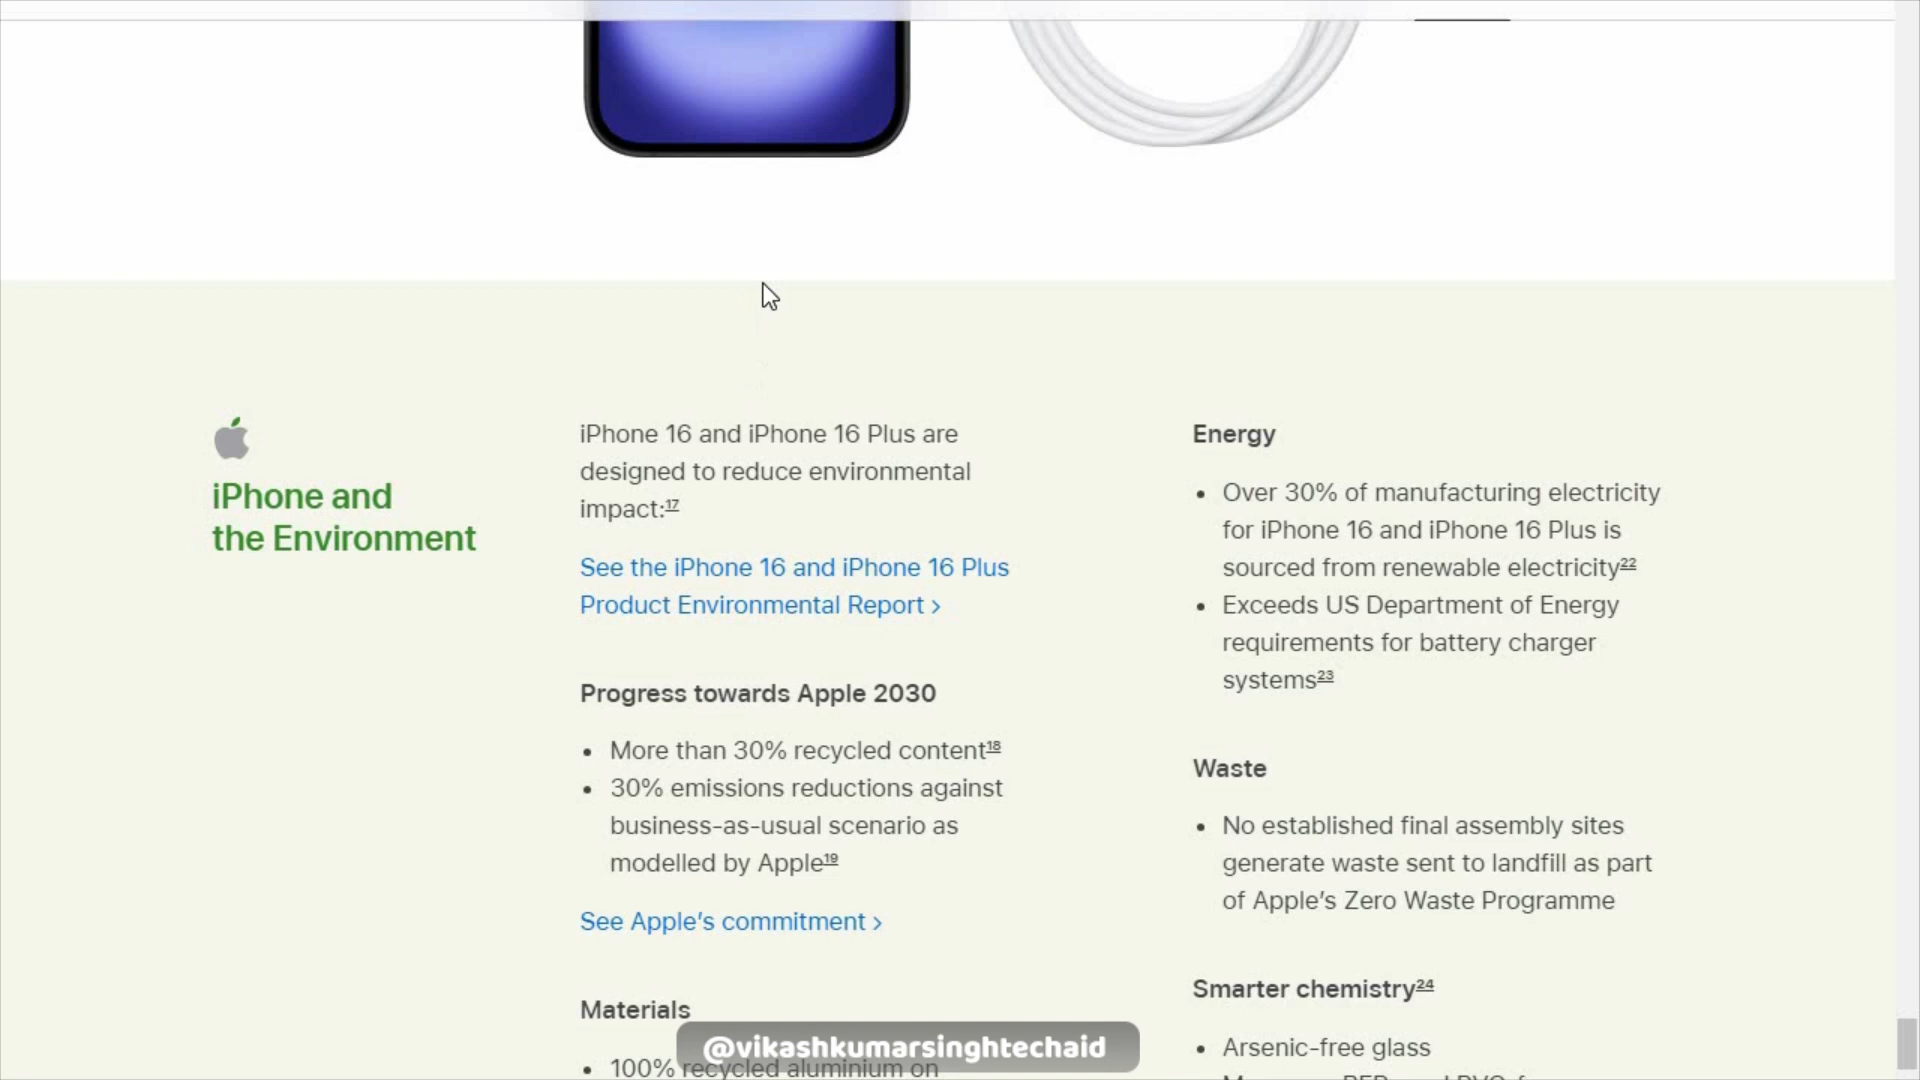 iPhone and
the Environment
iPhone 16 and iPhone 16 Plus are
designed to reduce environmental
impact:17
See the iPhone 16 and iPhone 16 Plus
Product Environmental Report >
Progress towards Apple 2030
• More than 30% recycled content18
• 30% emissions reductions against
business-as-usual scenario as
modelled by Apple19
See Apple’s commitment >
Materials
• 100% recycled aluminium on
Energy
• Over 30% of manufacturing electricity
for iPhone 16 and iPhone 16 Plus is
sourced from renewable electricity22
• Exceeds US Department of Energy
requirements for battery charger
systems23
Waste
• No established final assembly sites
generate waste sent to landfill as part
of Apple’s Zero Waste Programme
Smarter chemistry24
• Arsenic-free glass
@vikashkumarsinghtechaid